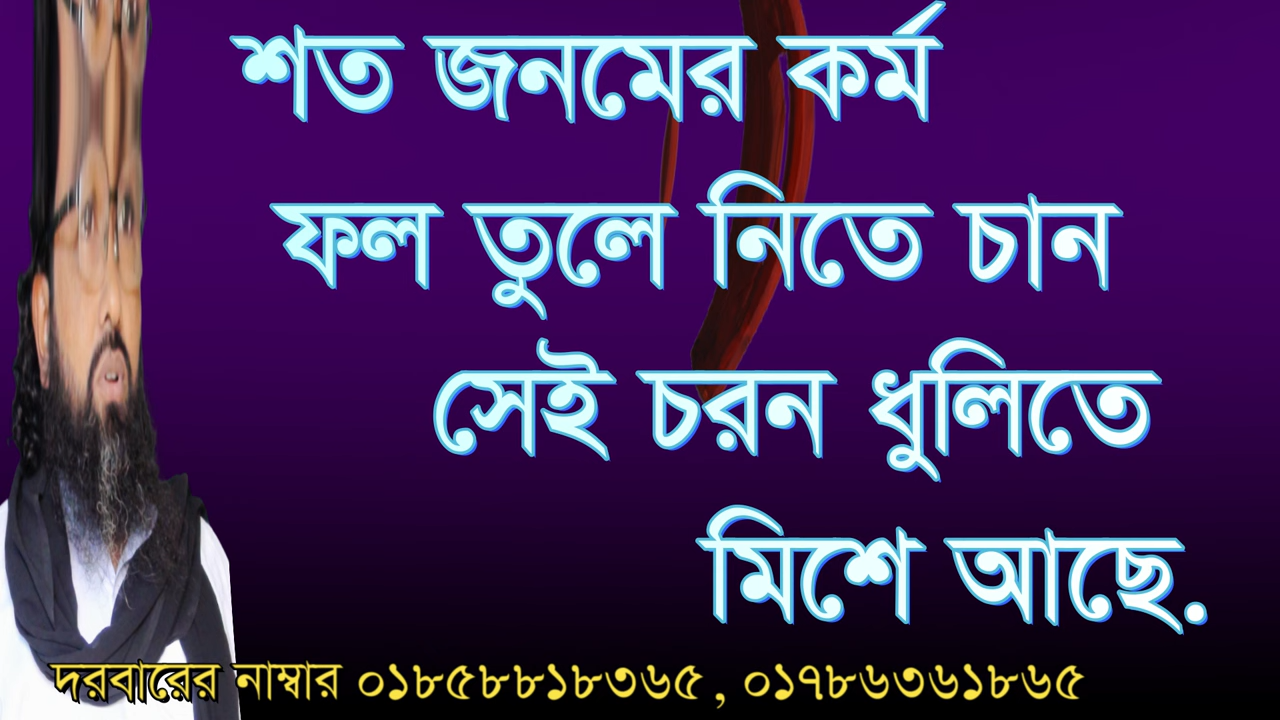 শত জনমের কর্ম
ফল তুলে নিতে চান
সেই চরন ধুলিতে
মিশে আছে.
দরবারের নাম্বার ০১৮৫৮৮১৮৩৬৫, ০১৭৮৬৩৬১৮৬৫